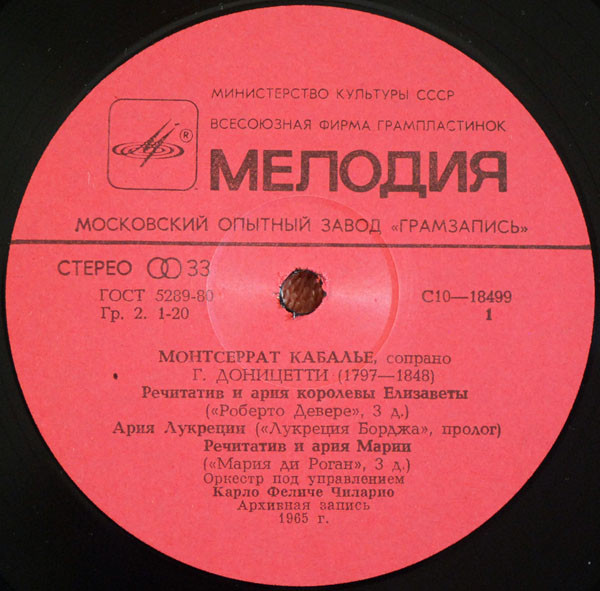 МИНИСТЕРСТВО КУЛЬТУРЫ СССР
ВСЕСОЮЗНАЯ ФИРМА ГРАМПЛАСТИНОК
®
МЕЛОДИЯ
МОСКОВСКИЙ ОПЫТНЫЙ ЗАВОД «ГРАМЗАПИСЬ»
СТЕРЕО 33
ГОСТ 5289-80
Гр. 2. 1-20
С10—18499
1
МОНТСЕРРАТ КАБАЛЬЕ, сопрано
Г. ДОНИЦЕТТИ (1797—1848)
Речитатив и ария королевы Елизаветы
(«Роберто Девере», 3 д.)
Ария Лукреции («Лукреция Борджа», пролог)
Речитатив и ария Марии
(«Мария ди Роган», 3 д.)
Оркестр под управлением
Карло Феличе Чиларио
Архивная запись
1965 г.